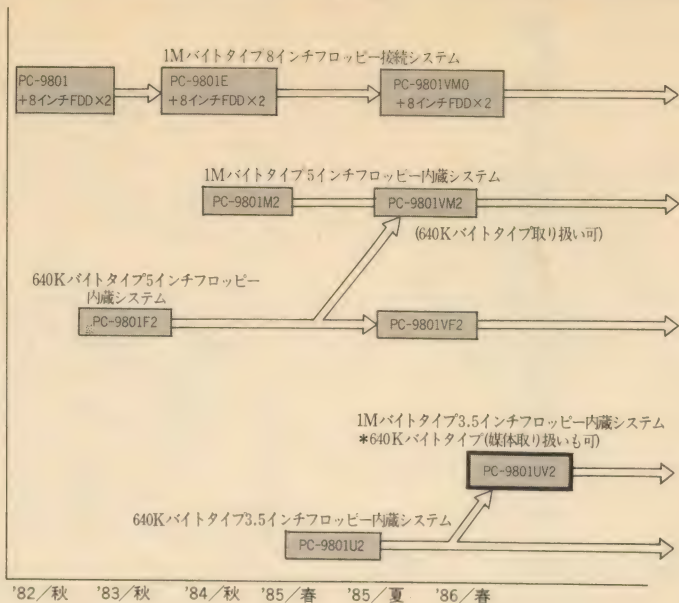 1Mバイトタイプ8インチフロッピー接続システム
PC-9801
+8インチFDD×2
PC-9801E
+8インチFDD×2
PC-9801VM0
+8インチFDD×2
1Mバイトタイプ5インチフロッピー内蔵システム
PC-9801M2
PC-9801VM2
(640Kバイトタイプ取り扱い可)
640Kバイトタイプ5インチフロッピー
内蔵システム
PC-9801F2
PC-9801VF2
1Mバイトタイプ3.5インチフロッピー内蔵システム
*640Kバイトタイプ(媒体取り扱いも可)
PC-9801UV2
640Kバイトタイプ3.5インチフロッピー内蔵システム
PC-9801U2
'82/秋 '83/秋 '84/秋 '85/春 '85/夏 '86/春